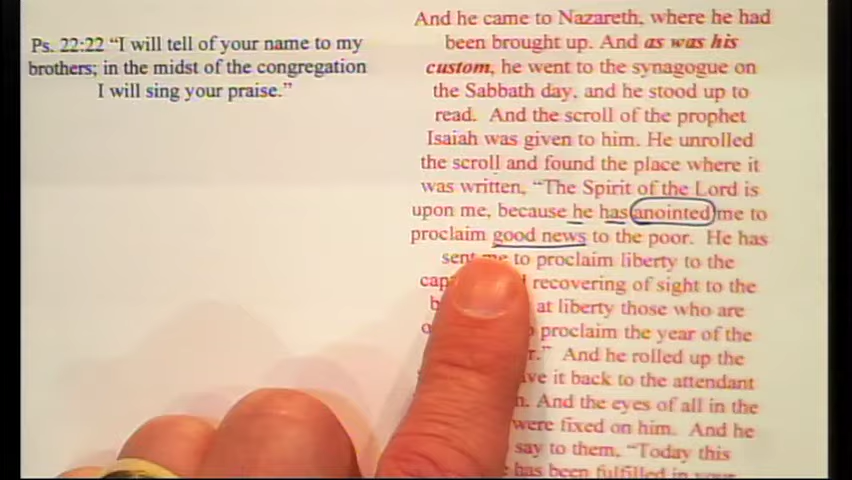 Ps. 22:22 “I will tell of your name to my
brothers; in the midst of the congregation
I will sing your praise.”
And he came to Nazareth, where he had
been brought up. And as was his
custom, he went to the synagogue on
the Sabbath day, and he stood up to
read. And the scroll of the prophet
Isaiah was given to him. He unrolled
the scroll and found the place where it
was written, “The Spirit of the Lord is
upon me, because he has anointed me to
proclaim good news to the poor. He has
sent me to proclaim liberty to the
recovering of sight to the
at liberty those who are
proclaim the year of the
And he rolled up the
it back to the attendant
And the eyes of all in the
were fixed on him. And he
say to them, “Today this
has been fulfilled in your